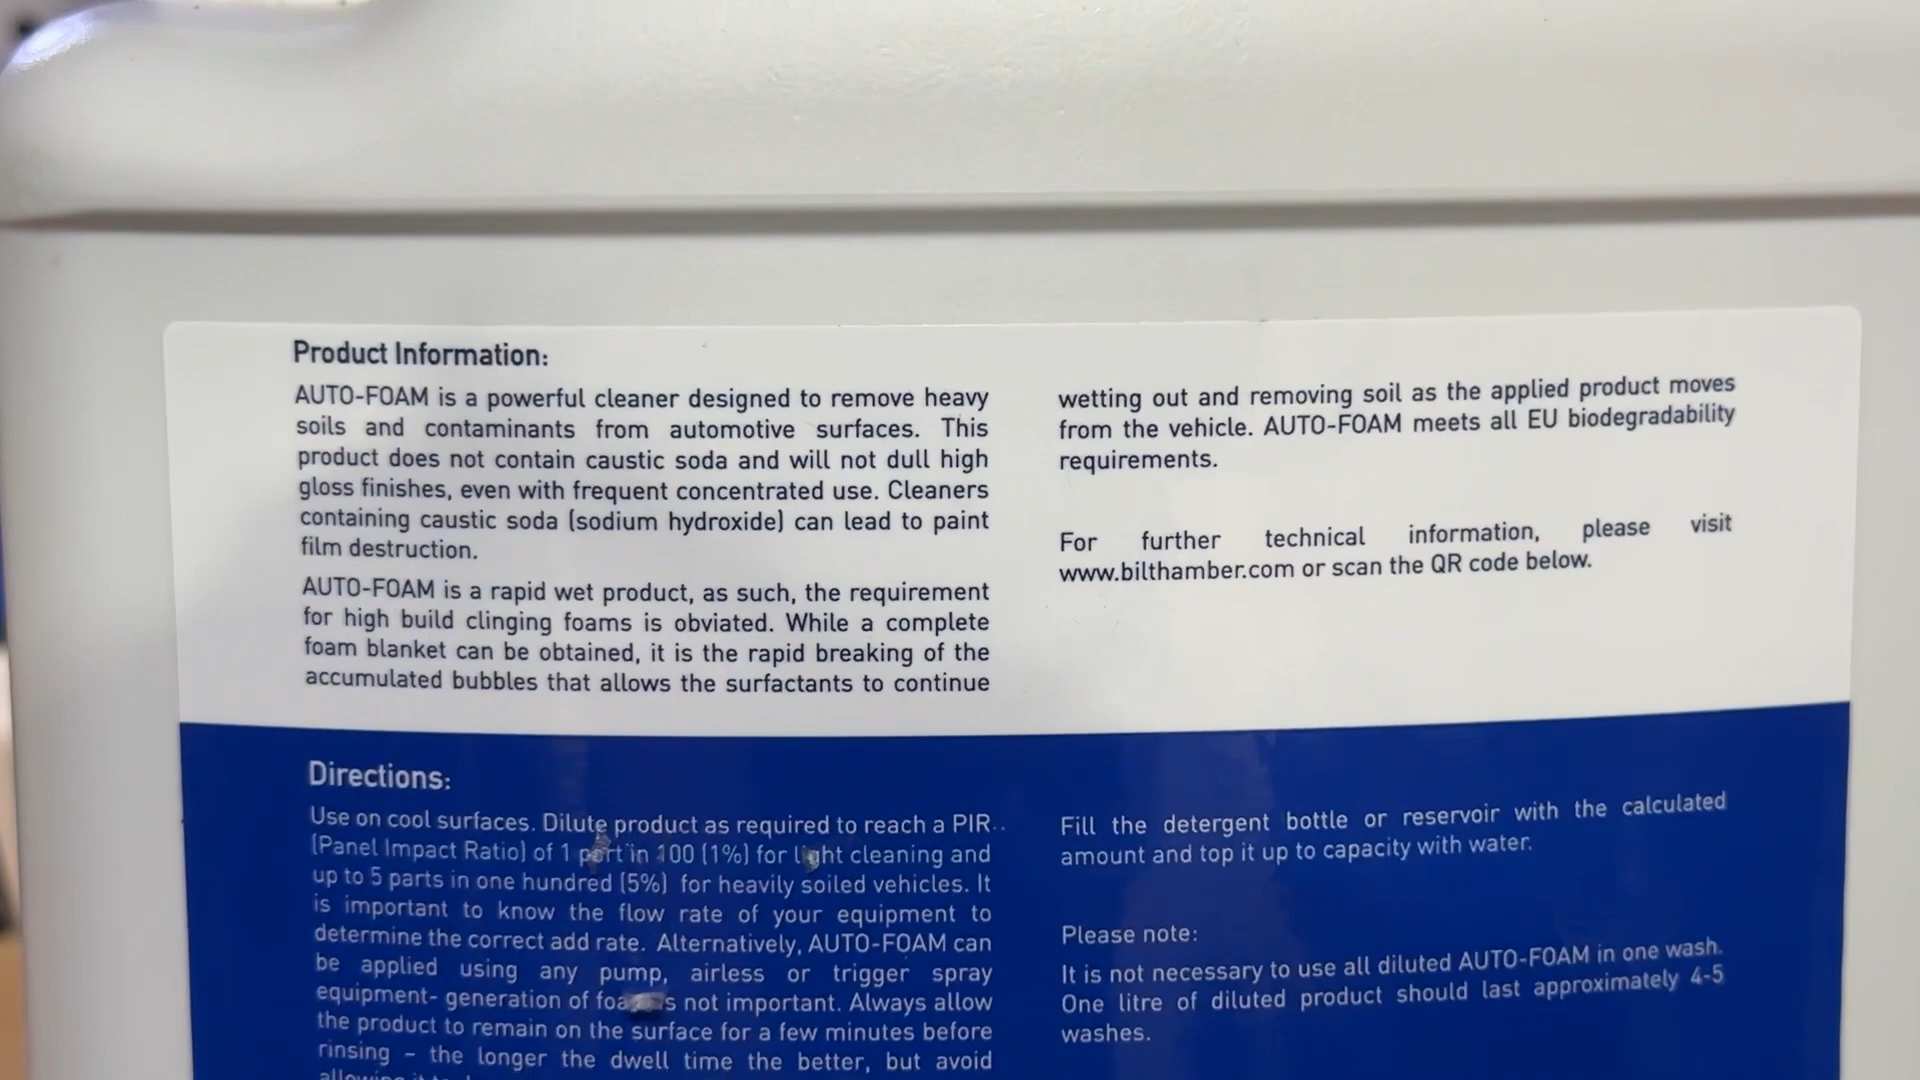 Product Information:
AUTO-FOAM is a powerful cleaner designed to remove heavy
soils and contaminants from automotive surfaces. This
product does not contain caustic soda and will not dull high
gloss finishes, even with frequent concentrated use. Cleaners
containing caustic soda (sodium hydroxide) can lead to paint
film destruction.
AUTO-FOAM is a rapid wet product, as such, the requirement
for high build clinging foams is obviated. While a complete
foam blanket can be obtained, it is the rapid breaking of the
accumulated bubbles that allows the surfactants to continue
wetting out and removing soil as the applied product moves
from the vehicle. AUTO-FOAM meets all EU biodegradability
requirements.
For further technical information, please visit
www.bilthamber.com or scan the QR code below.
Directions:
Use on cool surfaces. Dilute product as required to reach a PIR..
(Panel Impact Ratio) of 1 part in 100 (1%) for light cleaning and
up to 5 parts in one hundred (5%) for heavily soiled vehicles. It
is important to know the flow rate of your equipment to
determine the correct add rate. Alternatively, AUTO-FOAM can
be applied using any pump, airless or trigger spray
equipment- generation of not important. Always allow
the product to remain on the surface for a few minutes before
rinsing – the longer the dwell time the better, but avoid
Fill the detergent bottle or reservoir with the calculated
amount and top it up to capacity with water.
Please note:
It is not necessary to use all diluted AUTO-FOAM in one wash.
One litre of diluted product should last approximately 4-5
washes.